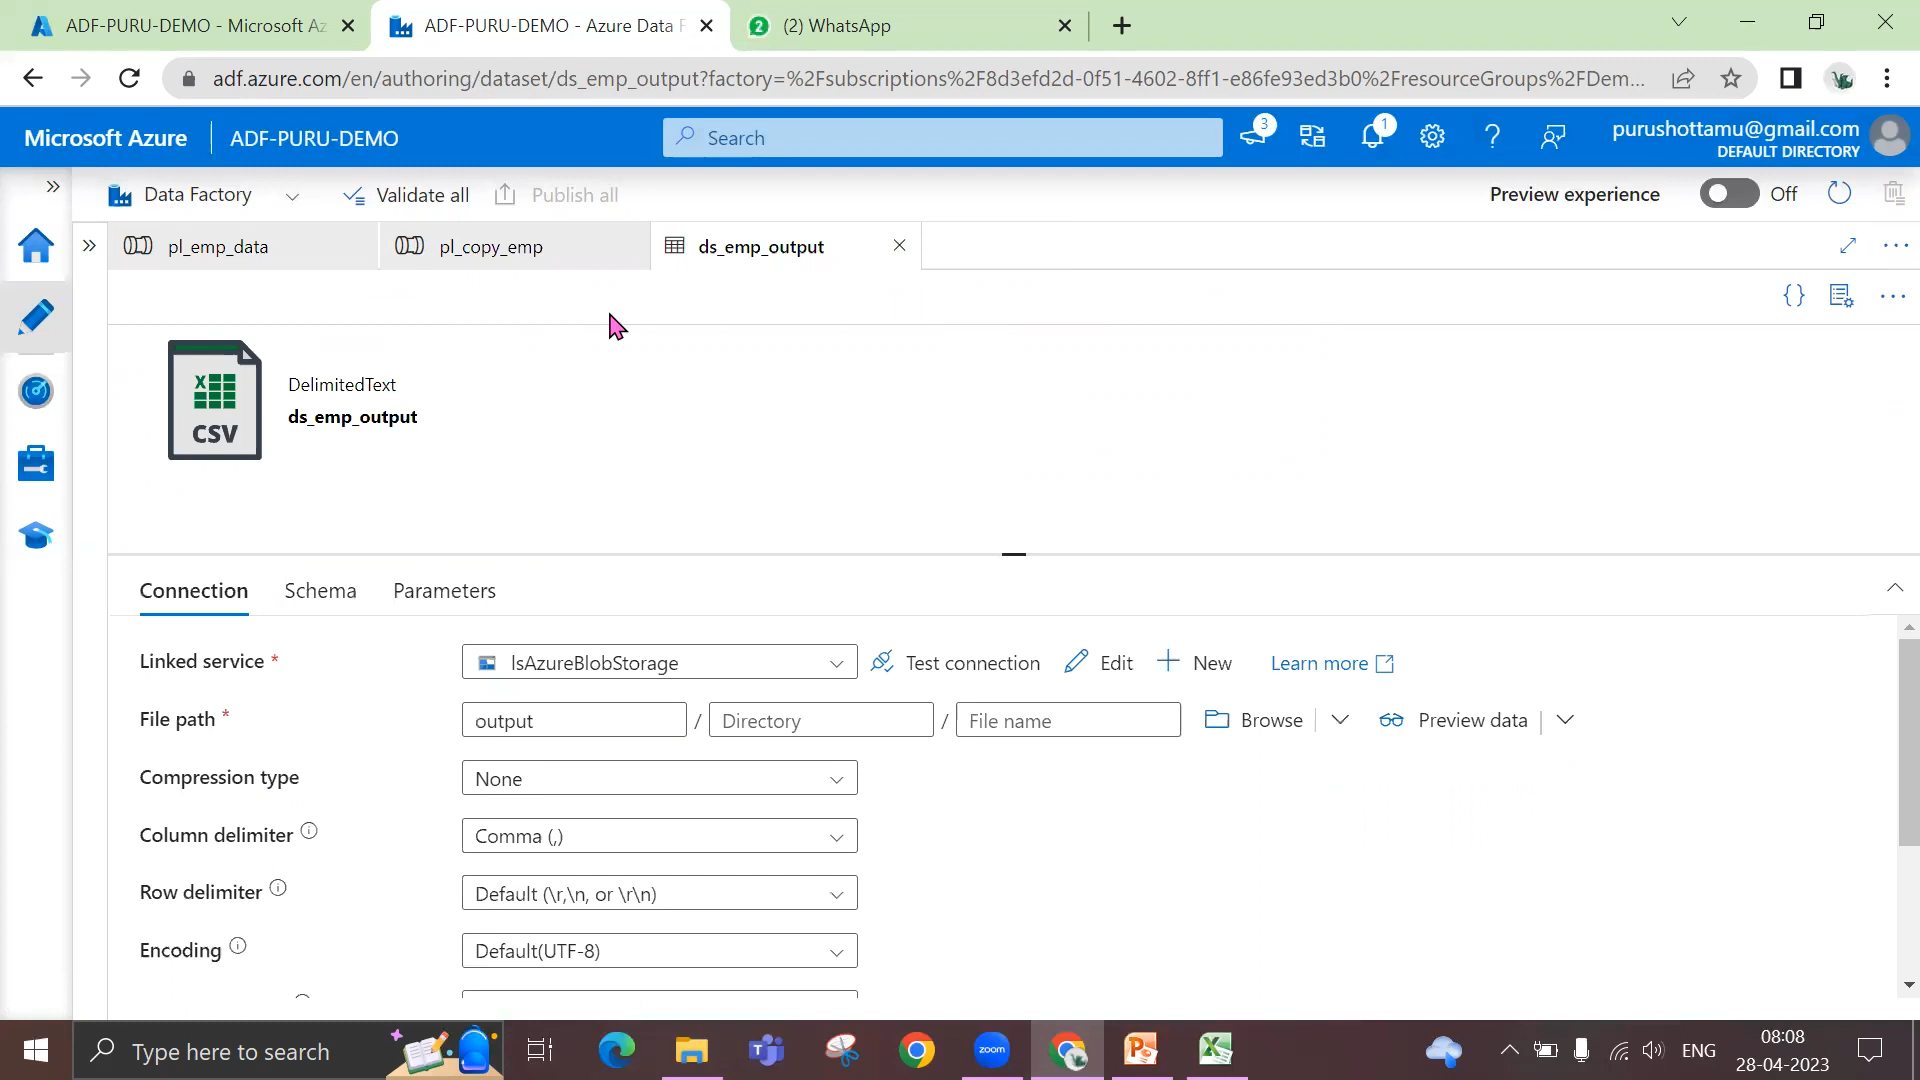 ADF-PURU-DEMO - Microsoft Az
ADF-PURU-DEMO - Azure Data F
2 (2) WhatsApp
adf.azure.com/en/authoring/dataset/ds_emp_output?factory=%2Fsubscriptions%2F8d3efd2d-0f51-4602-8ff1-e86fe93ed3b0%2FresourceGroups%2FDem...
Microsoft Azure
ADF-PURU-DEMO
Search
3
1
purushottamu@gmail.com
DEFAULT DIRECTORY
Data Factory
Validate all
Publish all
Preview experience
Off
pl_emp_data
pl_copy_emp
ds_emp_output
X
CSV
DelimitedText
ds_emp_output
Connection
Schema
Parameters
Linked service *
lsAzureBlobStorage
Test connection
Edit
New
Learn more
File path *
output
/
Directory
/
File name
Browse
Preview data
Compression type
None
Column delimiter
Comma (,)
Row delimiter
Default (\r,\n, or \r\n)
Encoding
Default(UTF-8)
Type here to search
zoom
ENG
08:08
28-04-2023